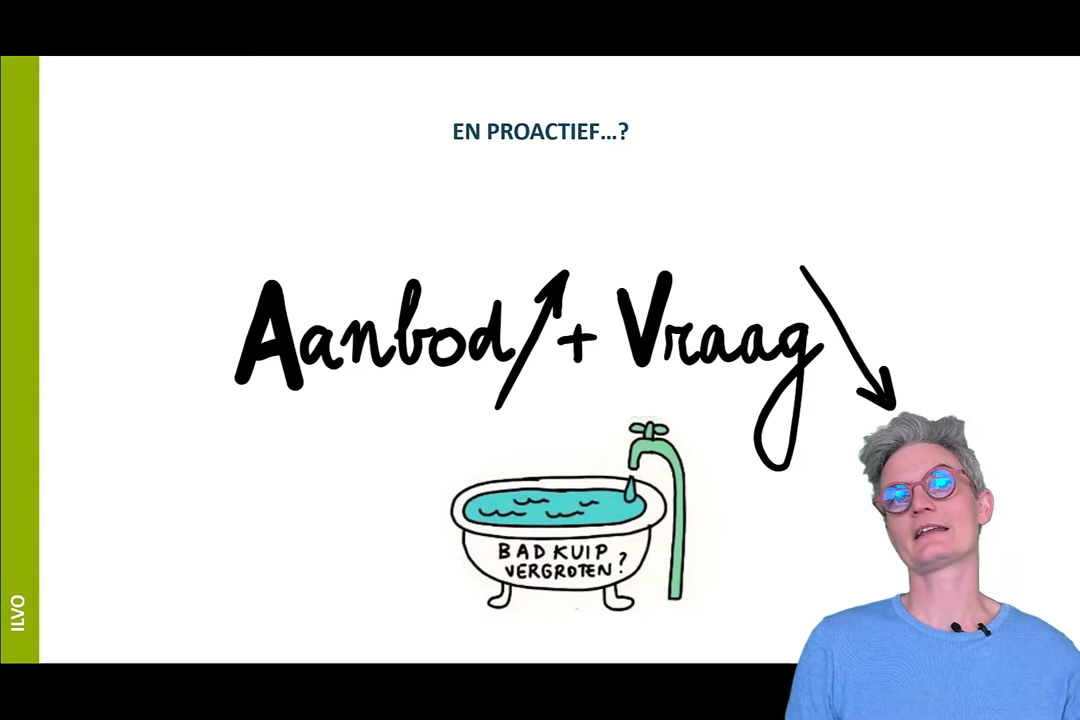 EN PROACTIEF...?
Aanbod + Vraag
BADKUIP
VERGROTEN?
ILVO